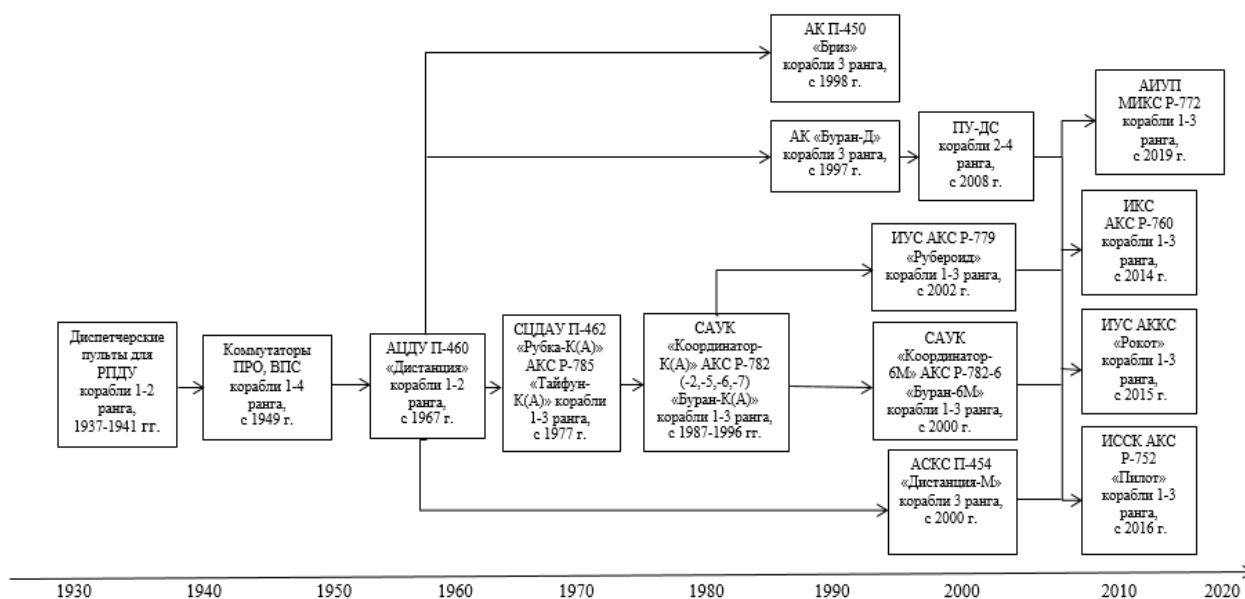 АК П-450
«Бриз»
корабли 3 ранга,
с 1998 г.
АК «Буран-Д»
корабли 3 ранга,
с 1997 г.
ПУ-ДС
корабли 2-4
ранга,
с 2008 г.
АИУП
МИКС Р-772
корабли 1-3
ранга,
с 2019 г.
ИКС
АКС Р-760
корабли 1-3
ранга,
с 2014 г.
ИУС АКС Р-779
«Рубероид»
корабли 1-3 ранга,
с 2002 г.
Диспетчерские
пульты для
РПДУ
корабли 1-2
ранга,
1937-1941 гг.
Коммутаторы
ПРО, ВПС
корабли 1-4
ранга,
с 1949 г.
АЦДУ П-460
«Дистанция»
корабли 1-2
ранга,
с 1967 г.
СЦДАУ П-462
«Рубка-К(А)»
АКС Р-785
«Тайфун-
К(А)» корабли
1-3 ранга,
с 1977 г.
САУК
«Координатор-
К(А)» АКС Р-782
(-2,-5,-6,-7)
«Буран-К(А)»
корабли 1-3 ранга,
с 1987-1996 гг.
САУК
«Координатор-
6М» АКС Р-782-6
«Буран-6М»
корабли 1-3 ранга,
с 2000 г.
ИУС АККС
«Рокот»
корабли 1-3
ранга,
с 2015 г.
АСКС П-454
«Дистанция-М»
корабли 3 ранга,
с 2000 г.
ИССК АКС
Р-752
«Пилот»
корабли 1-3
ранга,
с 2016 г.
1930 1940 1950 1960 1970 1980 1990 2000 2010 2020